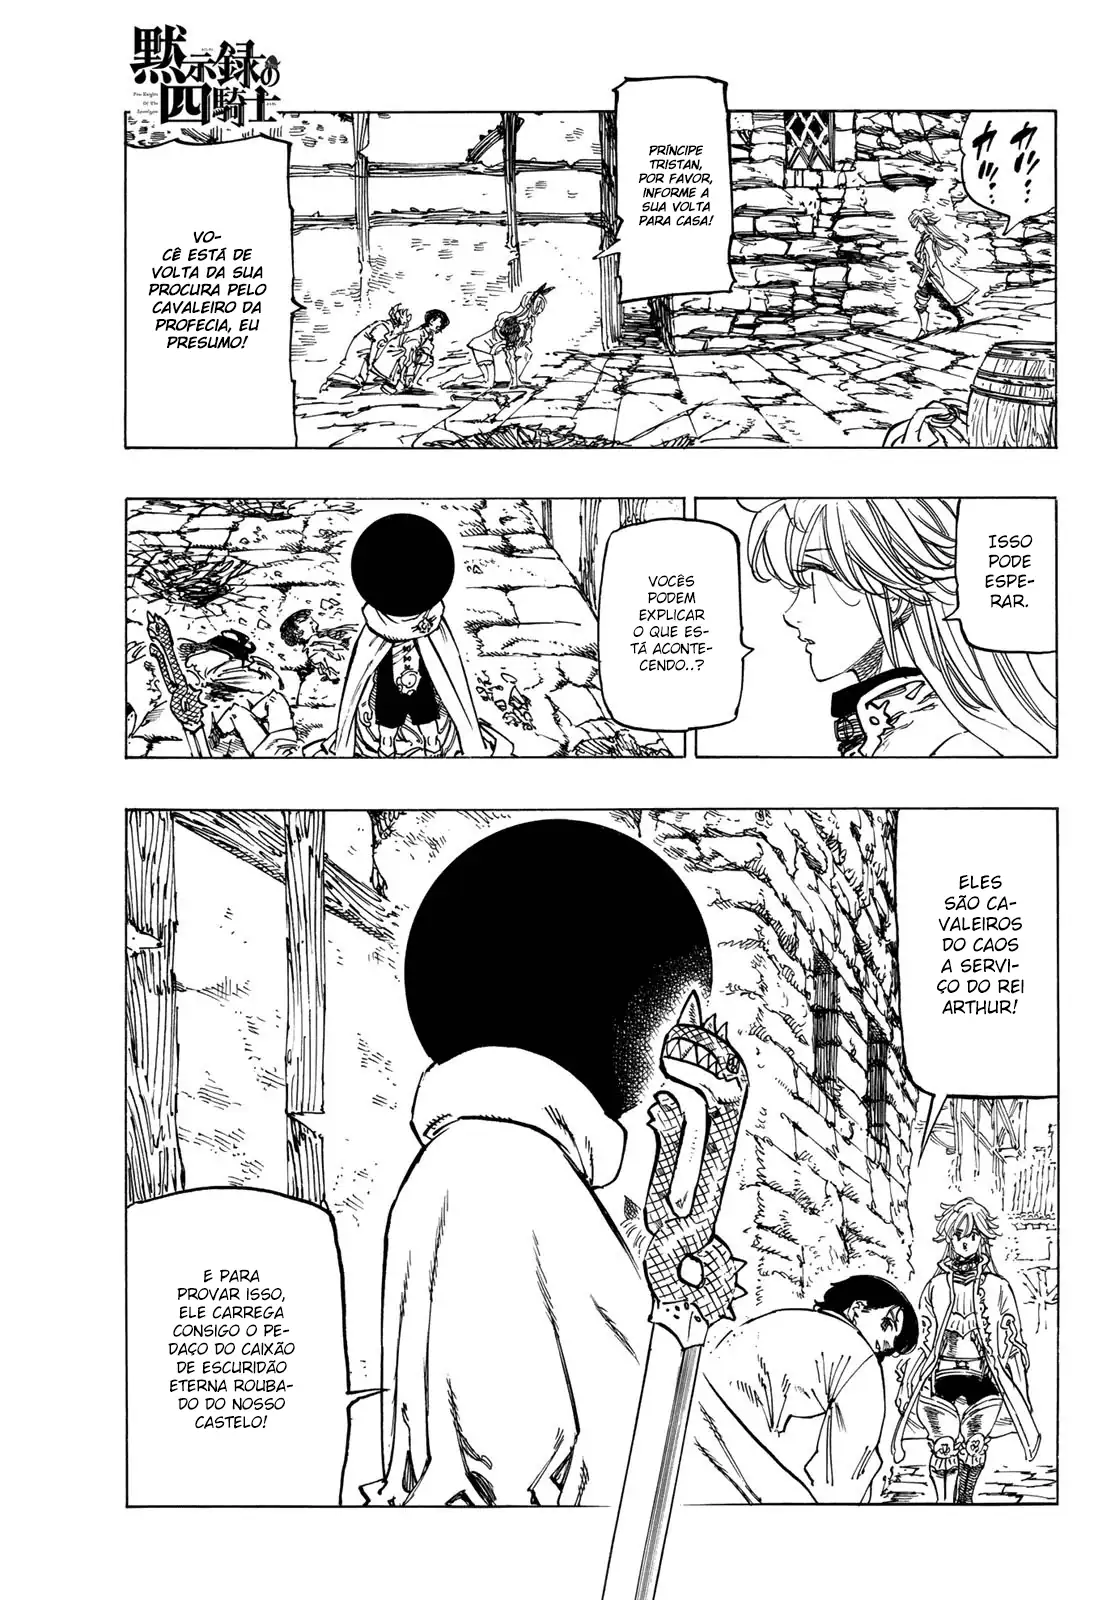 黙示録の
四騎士
Four Knights
Of The
Apocalypse
カッ…
カッ…
PRÍNCIPE
TRISTAN,
POR FAVOR,
INFORME A
SUA VOLTA
PARA CASA!
VO-
CÊ ESTÁ DE
VOLTA DA SUA
PROCURA PELO
CAVALEIRO DA
PROFECIA, EU
PRESUMO!
ISSO
PODE
ESPE-
RAR.
VOCÊS
PODEM
EXPLICAR
O QUE ES-
TÁ ACONTE-
CENDO..?
ELES
SÃO CA-
VALEIROS
DO CAOS
A SERVI-
ÇO DO REI
ARTHUR!
E PARA
PROVAR ISSO,
ELE CARREGA
CONSIGO O PE-
DAÇO DO CAIXÃO
DE ESCURIDÃO
ETERNA ROUBA-
DO DO NOSSO
CASTELO!